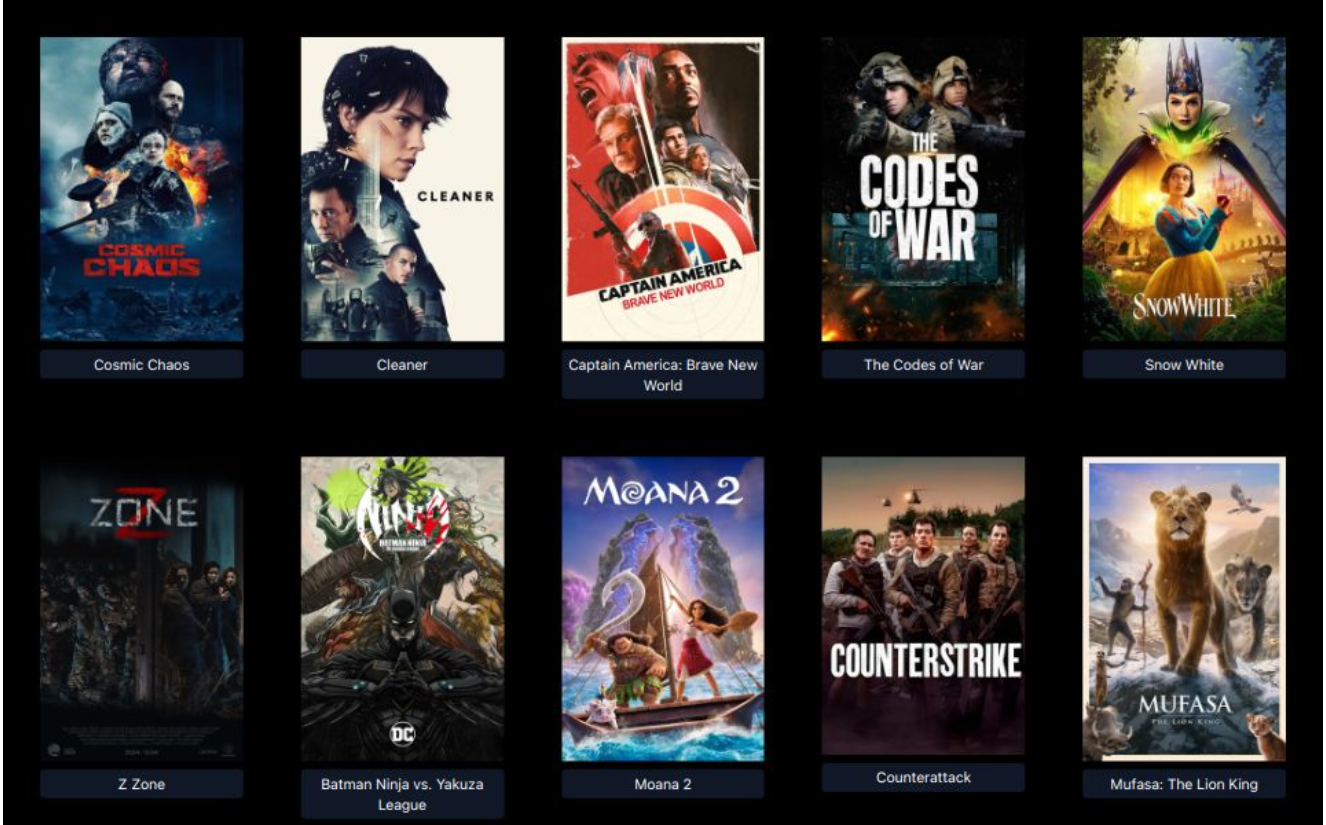 COSMIC
CHAOS
CLEANER
CAPTAIN AMERICA
BRAVE NEW WORLD
THE
CODES
OF WAR
SNOW WHITE
Cosmic Chaos
Cleaner
Captain America: Brave New
World
The Codes of War
Snow White
Z ZONE
NINJA
BATMAN NINJA
DC
MOANA 2
COUNTERSTRIKE
MUFASA
THE LION KING
Z Zone
Batman Ninja vs. Yakuza
League
Moana 2
Counterattack
Mufasa: The Lion King